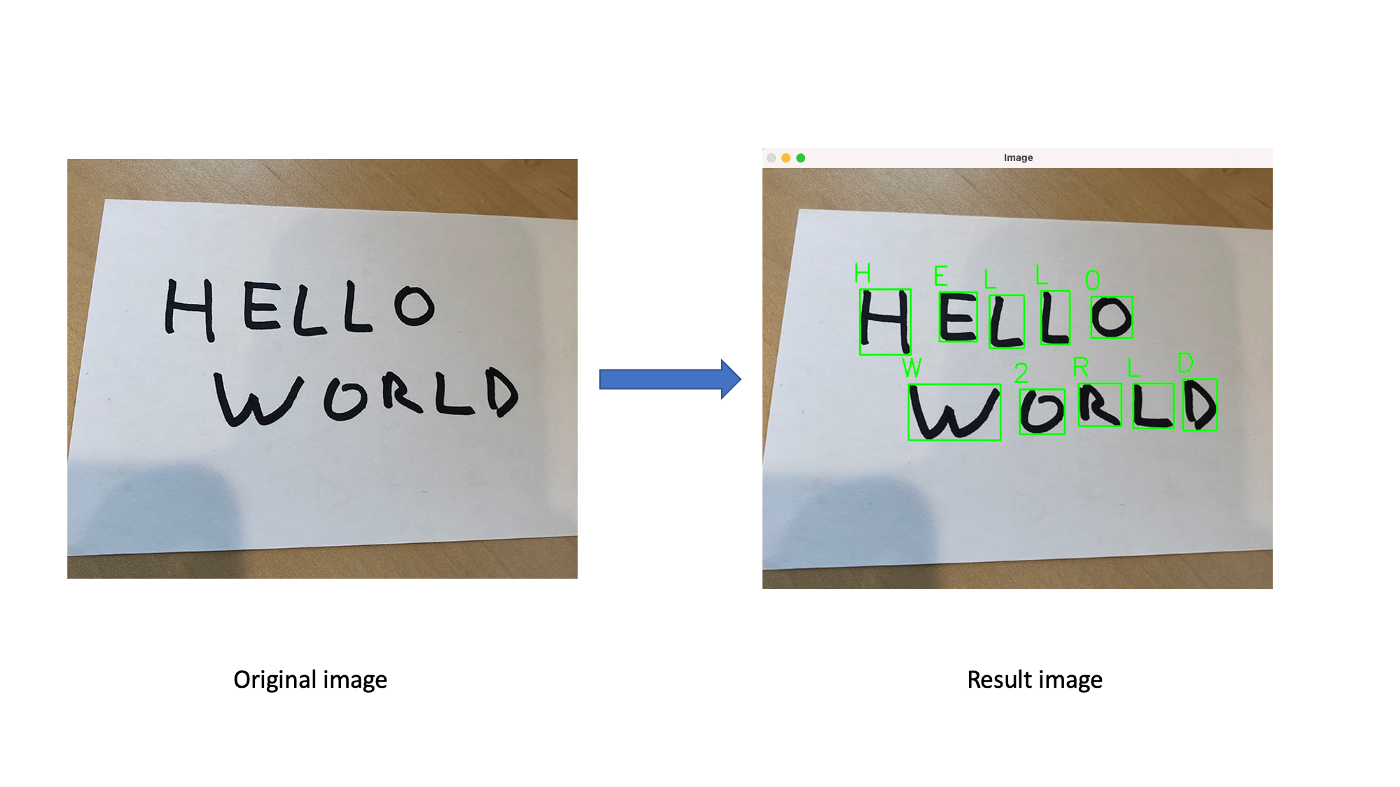 Image
H E L L O
HELLO
HELLO
W 2 R L D
WORLD
WORLD
Original image
Result image